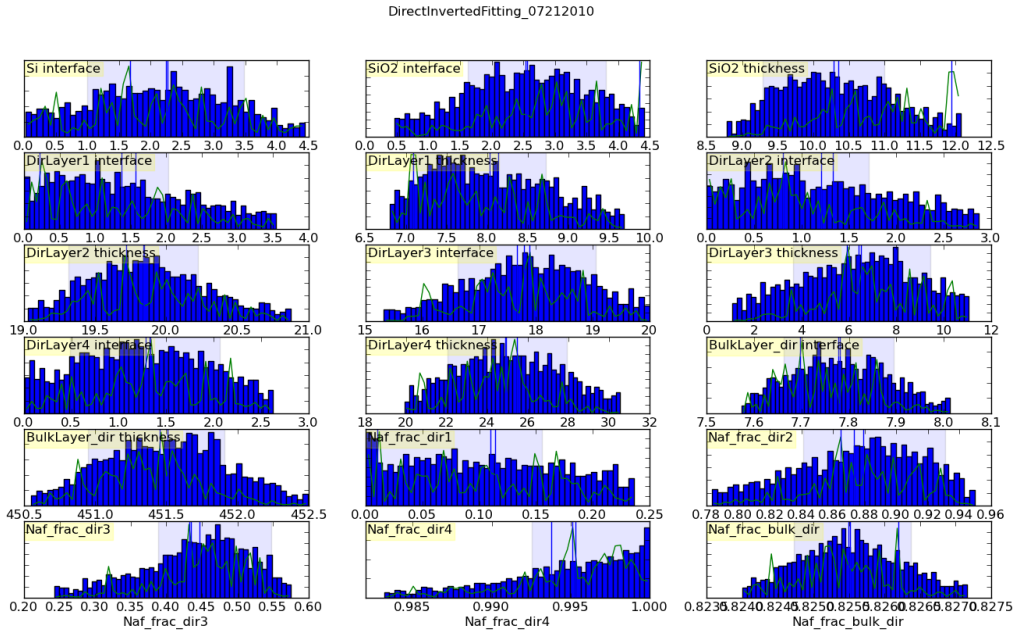 DirectInvertedFitting_07212010
Si interface
SiO2 interface
SiO2 thickness
0.0 0.5 1.0 1.5 2.0 2.5 3.0 3.5 4.0 4.5
0.0 0.5 1.0 1.5 2.0 2.5 3.0 3.5 4.0 4.5
8.5 9.0 9.5 10.0 10.5 11.0 11.5 12.0 12.5
DirLayer1 interface
DirLayer1 thickness
DirLayer2 interface
0.0 0.5 1.0 1.5 2.0 2.5 3.0 3.5 4.0
6.5 7.0 7.5 8.0 8.5 9.0 9.5 10.0
0.0 0.5 1.0 1.5 2.0 2.5 3.0
DirLayer2 thickness
DirLayer3 interface
DirLayer3 thickness
19.0 19.5 20.0 20.5 21.0
15 16 17 18 19 20
0 2 4 6 8 10 12
DirLayer4 interface
DirLayer4 thickness
BulkLayer_dir interface
0.0 0.5 1.0 1.5 2.0 2.5 3.0
18 20 22 24 26 28 30 32
7.5 7.6 7.7 7.8 7.9 8.0 8.1
BulkLayer_dir thickness
Naf_frac_dir1
Naf_frac_dir2
450.5 451.0 451.5 452.0 452.5
0.00 0.05 0.10 0.15 0.20 0.25
0.78 0.80 0.82 0.84 0.86 0.88 0.90 0.92 0.94 0.96
Naf_frac_dir3
Naf_frac_dir4
Naf_frac_bulk_dir
0.20 0.25 0.30 0.35 0.40 0.45 0.50 0.55 0.60
0.985 0.990 0.995 1.000
0.8235 0.8240 0.8245 0.8250 0.8255 0.8260 0.8265 0.8270 0.8275
Naf_frac_dir3
Naf_frac_dir4
Naf_frac_bulk_dir